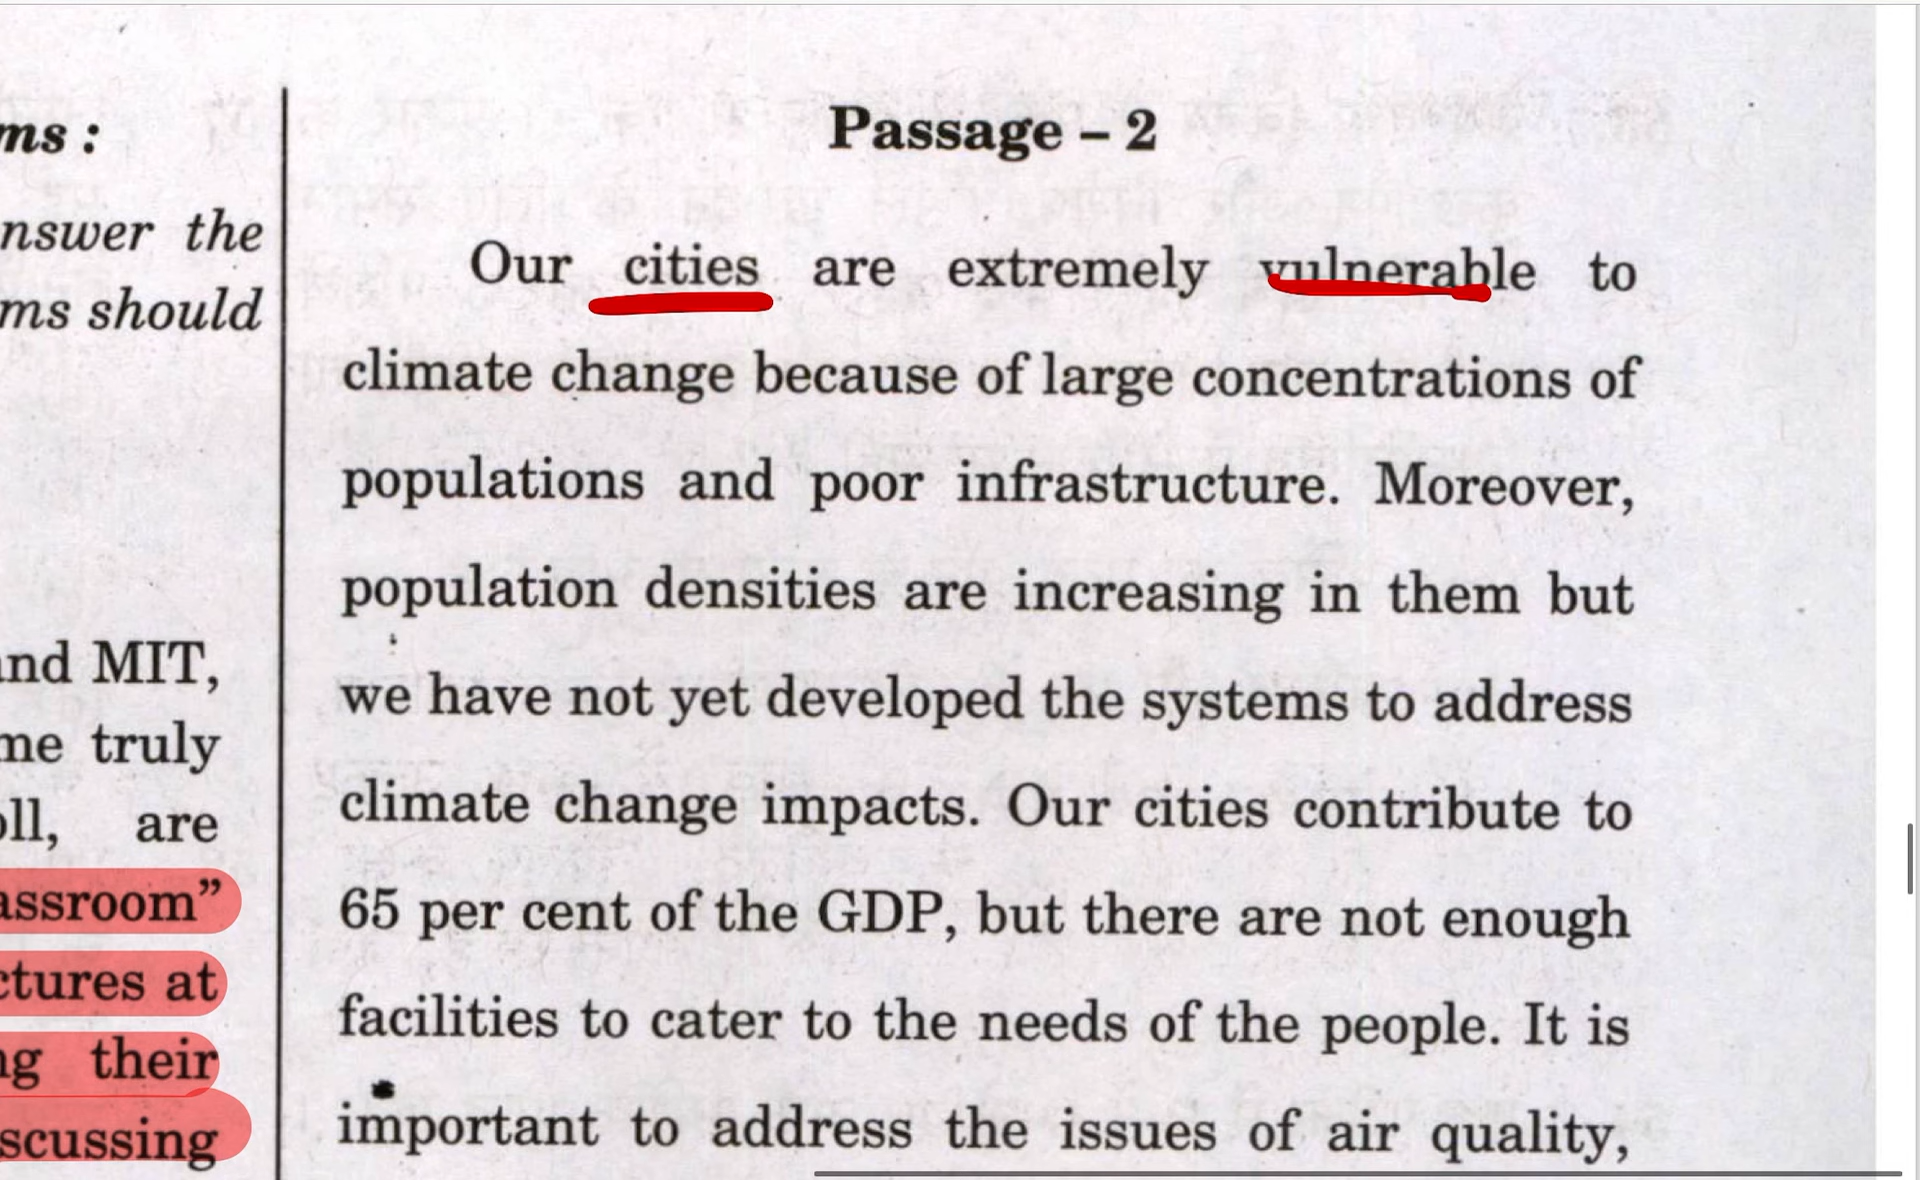 ms :
nswer the
ms should
and MIT,
me truly
oll, are
assroom”
ctures at
ng their
scussing
Passage – 2
Our cities are extremely vulnerable to
climate change because of large concentrations of
populations and poor infrastructure. Moreover,
population densities are increasing in them but
we have not yet developed the systems to address
climate change impacts. Our cities contribute to
65 per cent of the GDP, but there are not enough
facilities to cater to the needs of the people. It is
important to address the issues of air quality,